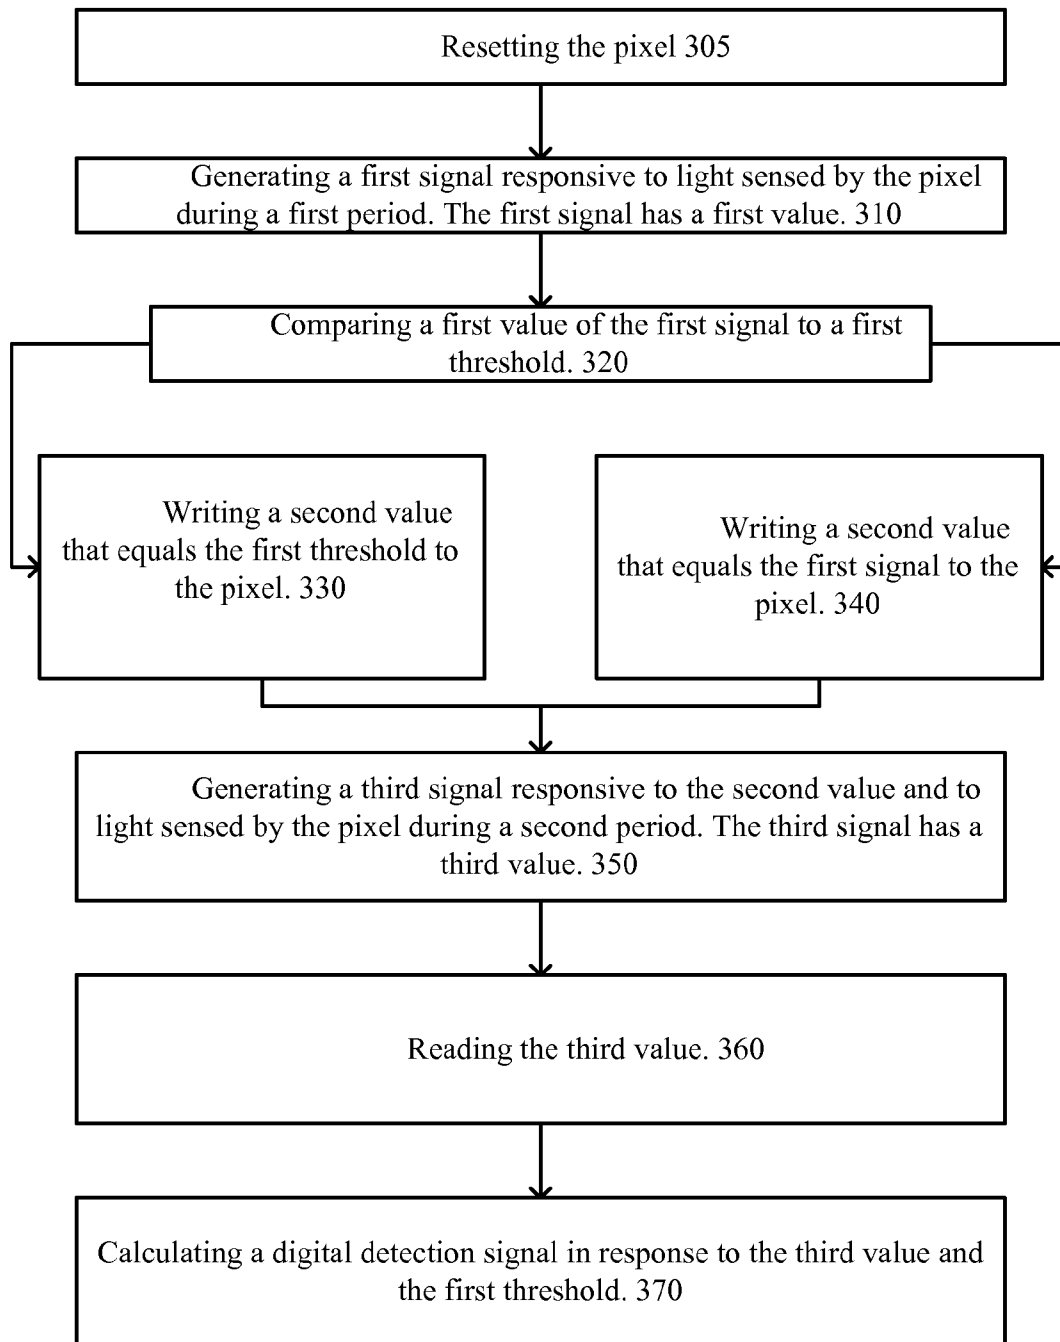 Resetting the pixel 305
Generating a first signal responsive to light sensed by the pixel
during a first period. The first signal has a first value. 310
Comparing a first value of the first signal to a first
threshold. 320
Writing a second value
that equals the first threshold to
the pixel. 330
Writing a second value
that equals the first signal to the
pixel. 340
Generating a third signal responsive to the second value and to
light sensed by the pixel during a second period. The third signal has a
third value. 350
Reading the third value. 360
Calculating a digital detection signal in response to the third value and
the first threshold. 370